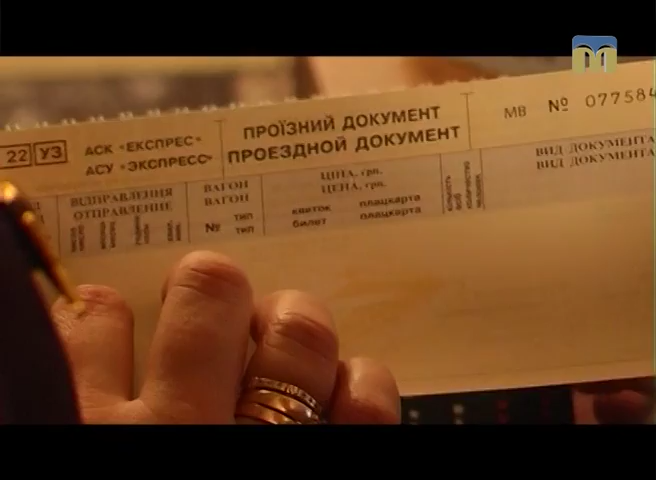 ПРОЇЗНИЙ ДОКУМЕНТ
ПРОЕЗДНОЙ ДОКУМЕНТ
МВ № 077584
22 УЗ
АСК «ЕКСПРЕС»
АСУ «ЭКСПРЕСС»
ВІДПРАВЛЕННЯ
ОТПРАВЛЕНИЕ
ВАГОН
ВАГОН
№ тип
тип
ЦІНА, грн.
ЦЕНА, грн.
квиток плацкарта
билет плацкарта
ВИД ДОКУМЕНТА
ВИД ДОКУМЕНТА